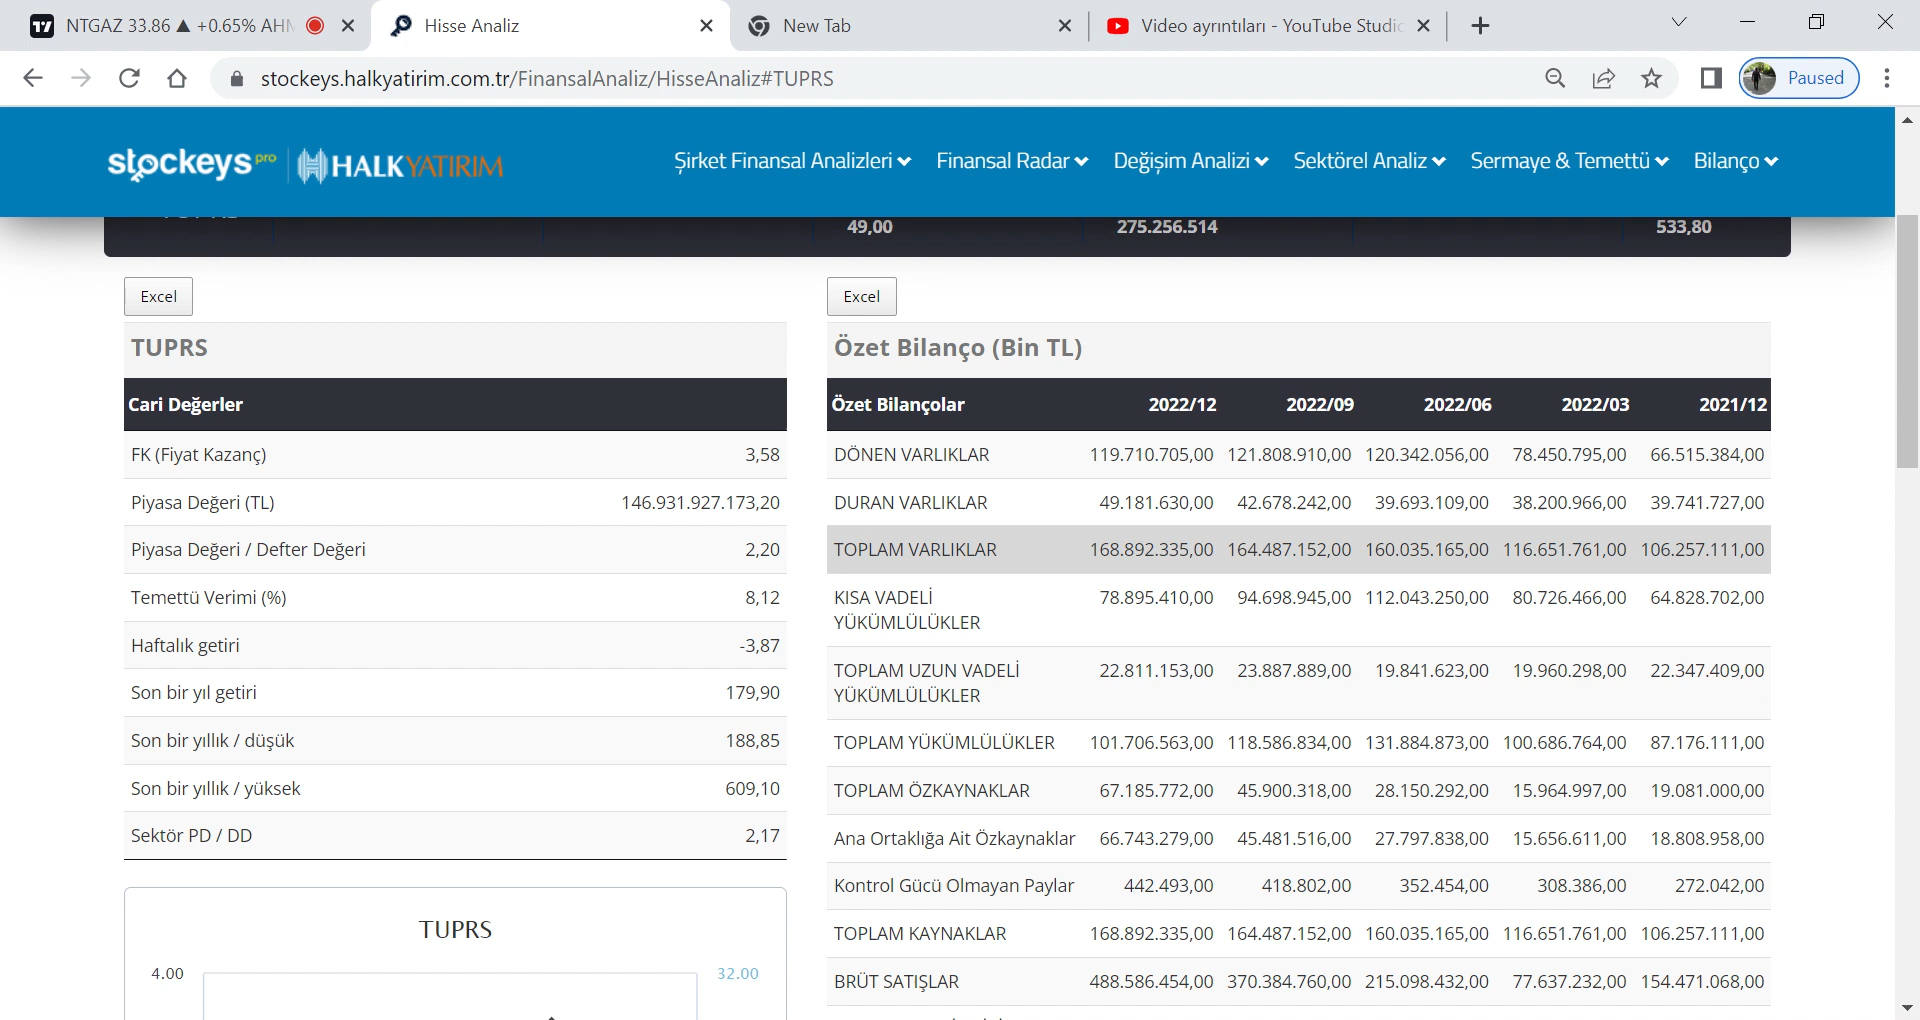 NTGAZ 33.86 ▲ +0.65% AHN
Hisse Analiz
New Tab
Video ayrıntıları - YouTube Studio
stockeys.halkyatirim.com.tr/FinansalAnaliz/HisseAnaliz#TUPRS
Paused
stockeys pro | HALKYATIRIM
Şirket Finansal Analizleri Finansal Radar Değişim Analizi Sektörel Analiz Sermaye & Temettü Bilanço
49,00 275.256.514 533,80
Excel
TUPRS
Cari Değerler
FK (Fiyat Kazanç) 3,58
Piyasa Değeri (TL) 146.931.927.173,20
Piyasa Değeri / Defter Değeri 2,20
Temettü Verimi (%) 8,12
Haftalık getiri -3,87
Son bir yıl getiri 179,90
Son bir yıllık / düşük 188,85
Son bir yıllık / yüksek 609,10
Sektör PD / DD 2,17
TUPRS
4.00 32.00
Excel
Özet Bilanço (Bin TL)
Özet Bilançolar 2022/12 2022/09 2022/06 2022/03 2021/12
DÖNEN VARLIKLAR 119.710.705,00 121.808.910,00 120.342.056,00 78.450.795,00 66.515.384,00
DURAN VARLIKLAR 49.181.630,00 42.678.242,00 39.693.109,00 38.200.966,00 39.741.727,00
TOPLAM VARLIKLAR 168.892.335,00 164.487.152,00 160.035.165,00 116.651.761,00 106.257.111,00
KISA VADELİ 78.895.410,00 94.698.945,00 112.043.250,00 80.726.466,00 64.828.702,00
YÜKÜMLÜLÜKLER
TOPLAM UZUN VADELİ 22.811.153,00 23.887.889,00 19.841.623,00 19.960.298,00 22.347.409,00
YÜKÜMLÜLÜKLER
TOPLAM YÜKÜMLÜLÜKLER 101.706.563,00 118.586.834,00 131.884.873,00 100.686.764,00 87.176.111,00
TOPLAM ÖZKAYNAKLAR 67.185.772,00 45.900.318,00 28.150.292,00 15.964.997,00 19.081.000,00
Ana Ortaklığa Ait Özkaynaklar 66.743.279,00 45.481.516,00 27.797.838,00 15.656.611,00 18.808.958,00
Kontrol Gücü Olmayan Paylar 442.493,00 418.802,00 352.454,00 308.386,00 272.042,00
TOPLAM KAYNAKLAR 168.892.335,00 164.487.152,00 160.035.165,00 116.651.761,00 106.257.111,00
BRÜT SATIŞLAR 488.586.454,00 370.384.760,00 215.098.432,00 77.637.232,00 154.471.068,00